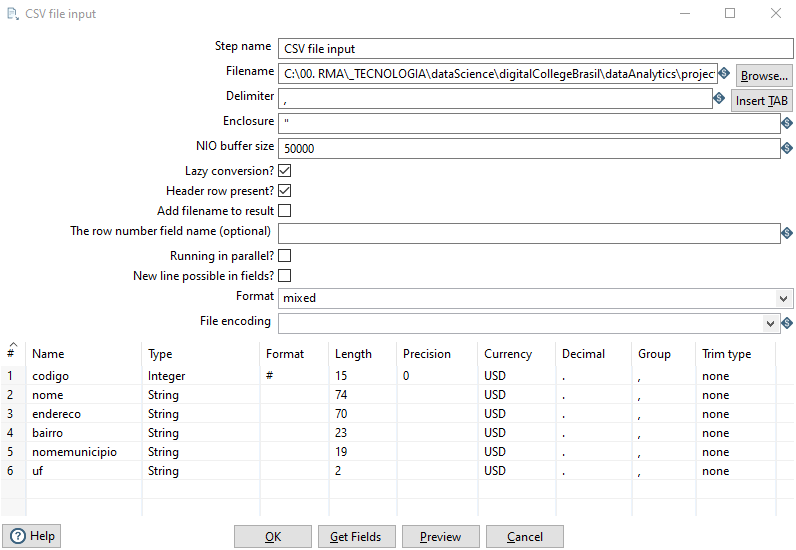 CSV file input
Step name CSV file input
Filename C:\00. RMA\_TECNOLOGIA\dataScience\digitalCollegeBrasil\dataAnalytics\project Browse...
Delimiter , Insert TAB
Enclosure "
NIO buffer size 50000
Lazy conversion?
Header row present?
Add filename to result
The row number field name (optional)
Running in parallel?
New line possible in fields?
Format mixed
File encoding
# Name Type Format Length Precision Currency Decimal Group Trim type
1 codigo Integer # 15 0 USD . , none
2 nome String 74 USD . , none
3 endereco String 70 USD . , none
4 bairro String 23 USD . , none
5 nomemunicipio String 19 USD . , none
6 uf String 2 USD . , none
Help OK Get Fields Preview Cancel